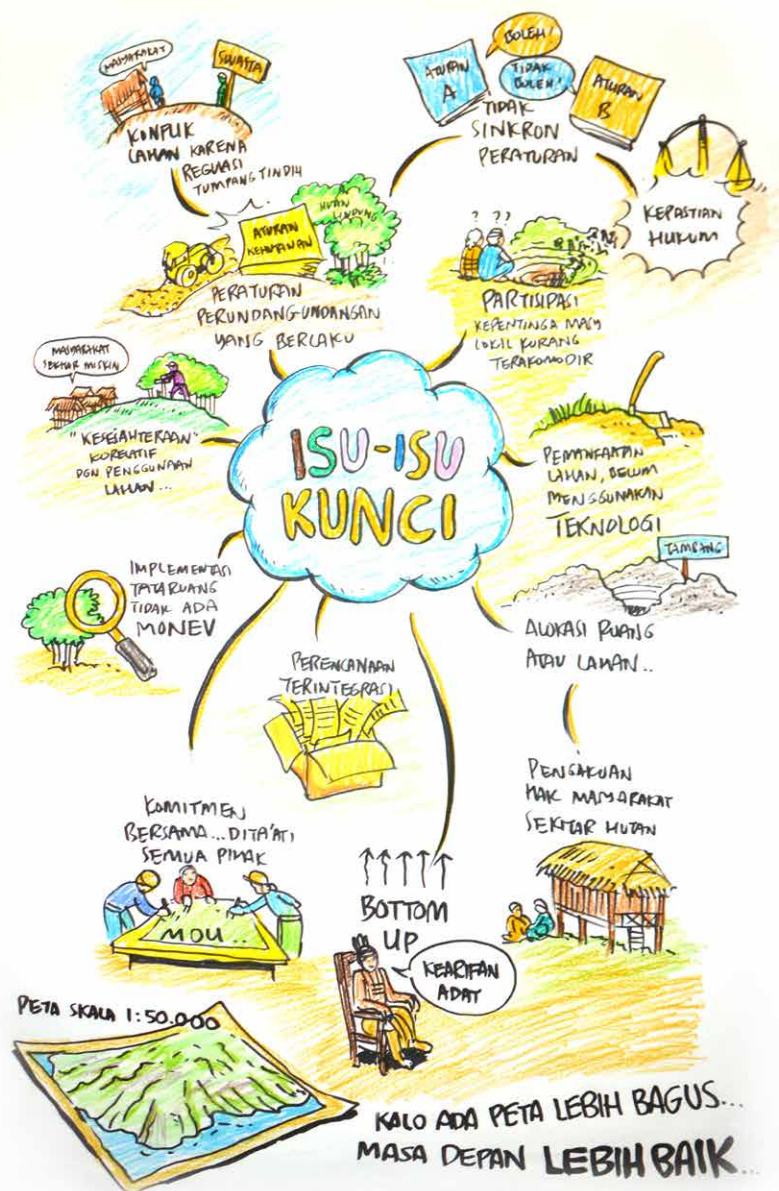 MASYARAKAT
SWASTA
KONFLIK
LAHAN KARENA
REGULASI
TUMPANG TINDIH
ATURAN
A
BOLEH!
TIDAK
BOLEH!
ATURAN
B
TIDAK
SINKRON
PERATURAN
KEPASTIAN
HUKUM
ATURAN
KEHUTANAN
HUTAN
LINDUNG
PERATURAN
PERUNDANG-UNDANGAN
YANG BERLAKU
? ? ?
PARTISIPASI
KEPENTINGA MASY
LOKAL KURANG
TERAKOMODIR
MASYARAKAT
SEKITAR MISKIN
"KESEJAHTERAAN"
KORELATIF
DGN PENGGUNAAN
LAHAN...
ISU-ISU
KUNCI
PEMANFAATAN
LAHAN, BELUM
MENGGUNAKAN
TEKNOLOGI
IMPLEMENTASI
TATARUANG
TIDAK ADA
MONEV
TAMBANG
ALOKASI RUANG
ATAU LAHAN..
PERENCANAAN
TERINTEGRASI
PENGAKUAN
HAK MASYARAKAT
SEKITAR HUTAN
KOMITMEN
BERSAMA...DITA'ATI
SEMUA PIHAK
MOU..
BOTTOM
UP
KEARIFAN
ADAT
PETA SKALA 1:50.000
KALO ADA PETA LEBIH BAGUS...
MASA DEPAN LEBIH BAIK...